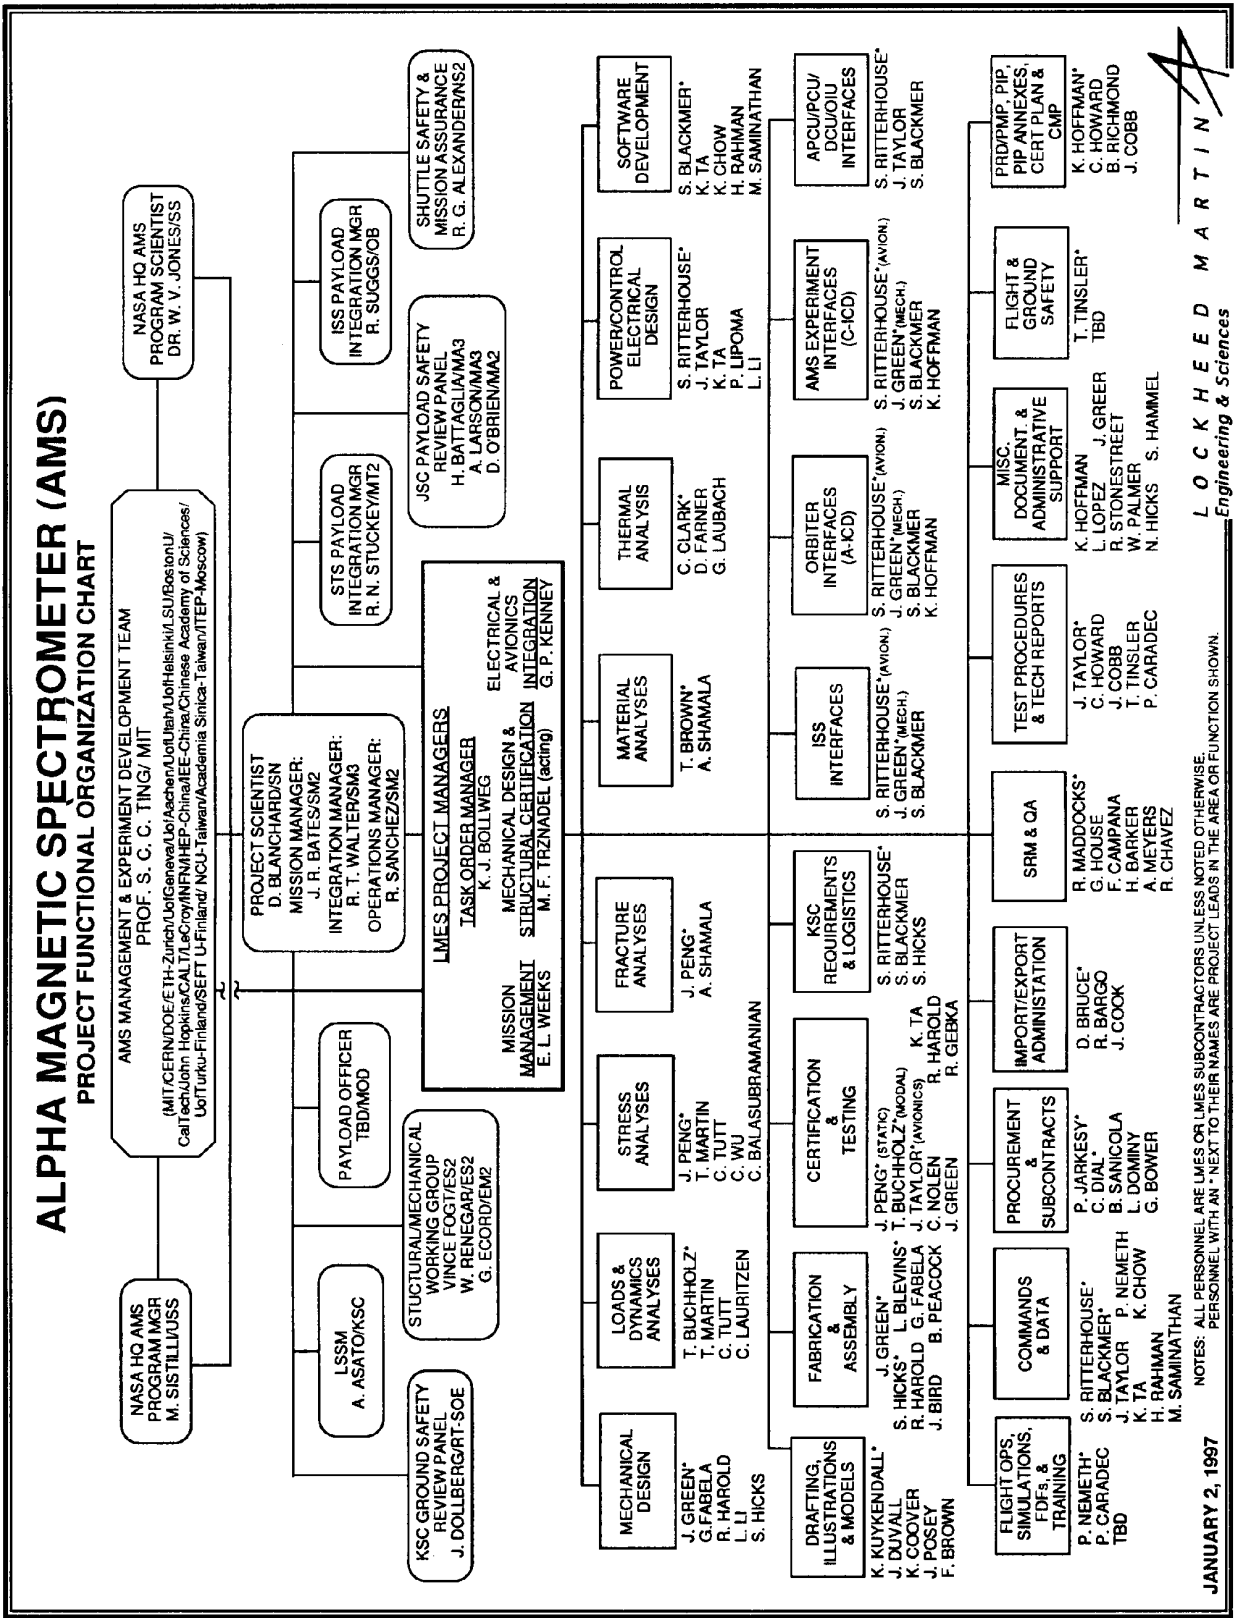 ALPHA MAGNETIC SPECTROMETER (AMS)
PROJECT FUNCTIONAL ORGANIZATION CHART
NASA HQ AMS
PROGRAM MGR
M. SISTILLI/USS
AMS MANAGEMENT & EXPERIMENT DEVELOPMENT TEAM
PROF. S. C. C. TING/ MIT
(MIT/CERN/DOE/ETH-Zurich/UofGeneva/UofAachen/UofUtah/UofHelsinki/LSU/BostonU/
CalTech/John Hopkins/CALT/LeCroy/INFN/IHEP-China/IEE-China/Chinese Academy of Sciences/
UofTurku-Finland/SEFT U-Finland/ NCU-Taiwan/Academia Sinica-Taiwan/ITEP-Moscow)
NASA HQ AMS
PROGRAM SCIENTIST
DR. W. V. JONES/SS
PROJECT SCIENTIST
D. BLANCHARD/SN
MISSION MANAGER:
J. R. BATES/SM2
INTEGRATION MANAGER:
R. T. WALTER/SM3
OPERATIONS MANAGER:
R. SANCHEZ/SM2
LSSM
A. ASATO/KSC
PAYLOAD OFFICER
TBD/MOD
STS PAYLOAD
INTEGRATION MGR
R. N. STUCKEY/MT2
ISS PAYLOAD
INTEGRATION MGR
R. SUGGS/OB
KSC GROUND SAFETY
REVIEW PANEL
J. DOLLBERG/RT-SOE
STUCTURAL/MECHANICAL
WORKING GROUP
VINCE FOGT/ES2
W. RENEGAR/ES2
G. ECORD/EM2
JSC PAYLOAD SAFETY
REVIEW PANEL
H. BATTAGLIA/MA3
A. LARSON/MA3
D. O'BRIEN/MA2
SHUTTLE SAFETY &
MISSION ASSURANCE
R. G. ALEXANDER/NS2
LMES PROJECT MANAGERS
TASK ORDER MANAGER
K. J. BOLLWEG
MISSION
MANAGEMENT
E. L. WEEKS
MECHANICAL DESIGN &
STRUCTURAL CERTIFICATION
M. F. TRZNADEL (acting)
ELECTRICAL &
AVIONICS
INTEGRATION
G. P. KENNEY
MECHANICAL
DESIGN
J. GREEN*
G.FABELA
R. HAROLD
L. LI
S. HICKS
LOADS &
DYNAMICS
ANALYSES
T. BUCHHOLZ*
T. MARTIN
C. TUTT
C. LAURITZEN
STRESS
ANALYSES
J. PENG*
T. MARTIN
C. TUTT
C. WU
C. BALASUBRAMANIAN
FRACTURE
ANALYSES
J. PENG*
A. SHAMALA
MATERIAL
ANALYSES
T. BROWN*
A. SHAMALA
THERMAL
ANALYSIS
C. CLARK*
D. FARNER
G. LAUBACH
POWER/CONTROL
ELECTRICAL
DESIGN
S. RITTERHOUSE*
J. TAYLOR
K. TA
P. LIPOMA
L. LI
SOFTWARE
DEVELOPMENT
S. BLACKMER*
K. TA
K. CHOW
H. RAHMAN
M. SAMINATHAN
DRAFTING,
ILLUSTRATIONS
& MODELS
K. KUYKENDALL*
J. DUVALL
K. COOVER
J. POSEY
F. BROWN
FABRICATION
&
ASSEMBLY
J. GREEN*
S. HICKS* L. BLEVINS*
R. HAROLD G. FABELA
J. BIRD B. PEACOCK
CERTIFICATION
&
TESTING
J. PENG* (STATIC)
T. BUCHHOLZ* (MODAL)
J. TAYLOR* (AVIONICS) K. TA
C. NOLEN R. HAROLD
J. GREEN R. GEBKA
KSC
REQUIREMENTS
& LOGISTICS
S. RITTERHOUSE*
S. BLACKMER
S. HICKS
ISS
INTERFACES
S. RITTERHOUSE* (AVION.)
J. GREEN* (MECH.)
S. BLACKMER
ORBITER
INTERFACES
(A-ICD)
S. RITTERHOUSE* (AVION.)
J. GREEN* (MECH.)
S. BLACKMER
K. HOFFMAN
AMS EXPERIMENT
INTERFACES
(C-ICD)
S. RITTERHOUSE* (AVION.)
J. GREEN* (MECH.)
S. BLACKMER
K. HOFFMAN
APCU/PCU/
DCU/OIU
INTERFACES
S. RITTERHOUSE*
J. TAYLOR
S. BLACKMER
FLIGHT OPS,
SIMULATIONS,
FDFs, &
TRAINING
P. NEMETH*
P. CARADEC
TBD
COMMANDS
& DATA
S. RITTERHOUSE*
S. BLACKMER*
J. TAYLOR P. NEMETH
K. TA K. CHOW
H. RAHMAN
M. SAMINATHAN
PROCUREMENT
&
SUBCONTRACTS
P. JARKESY*
C. DIAL*
B. SANICOLA
L. DOMINY
G. BOWER
IMPORT/EXPORT
ADMINISTATION
D. BRUCE*
R. BARGO
J. COOK
SRM & QA
R. MADDOCKS*
G. HOUSE
F. CAMPANA
H. BARKER
A. MEYERS
R. CHAVEZ
TEST PROCEDURES
& TECH REPORTS
J. TAYLOR*
C. HOWARD
J. COBB
T. TINSLER
P. CARADEC
MISC.
DOCUMENT. &
ADMINISTRATIVE
SUPPORT
K. HOFFMAN
L. LOPEZ J. GREER
R. STONESTREET
W. PALMER
N. HICKS S. HAMMEL
FLIGHT &
GROUND
SAFETY
T. TINSLER*
TBD
PRD/PMP, PIP,
PIP ANNEXES,
CERT PLAN &
CMP
K. HOFFMAN*
C. HOWARD
B. RICHMOND
J. COBB
JANUARY 2, 1997
NOTES: ALL PERSONNEL ARE LMES OR LMES SUBCONTRACTORS UNLESS NOTED OTHERWISE.
PERSONNEL WITH AN * NEXT TO THEIR NAMES ARE PROJECT LEADS IN THE AREA OR FUNCTION SHOWN.
LOCKHEED MARTIN
Engineering & Sciences